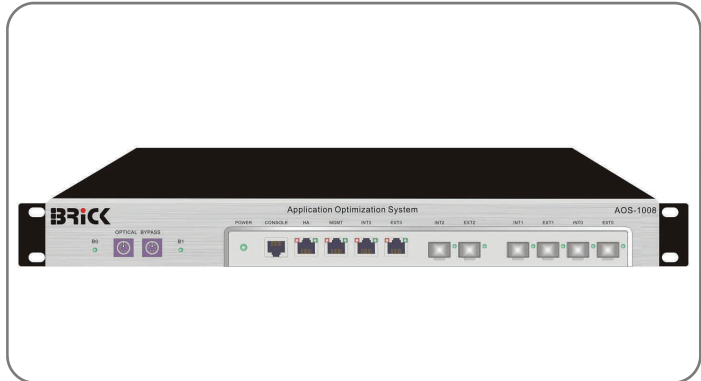 BRiCK
Application Optimization System
AOS-1008
POWER CONSOLE HA MGMT INT3 EXT3 INT2 EXT2 INT1 EXT1 INT0 EXT0
OPTICAL BYPASS
B0 B1